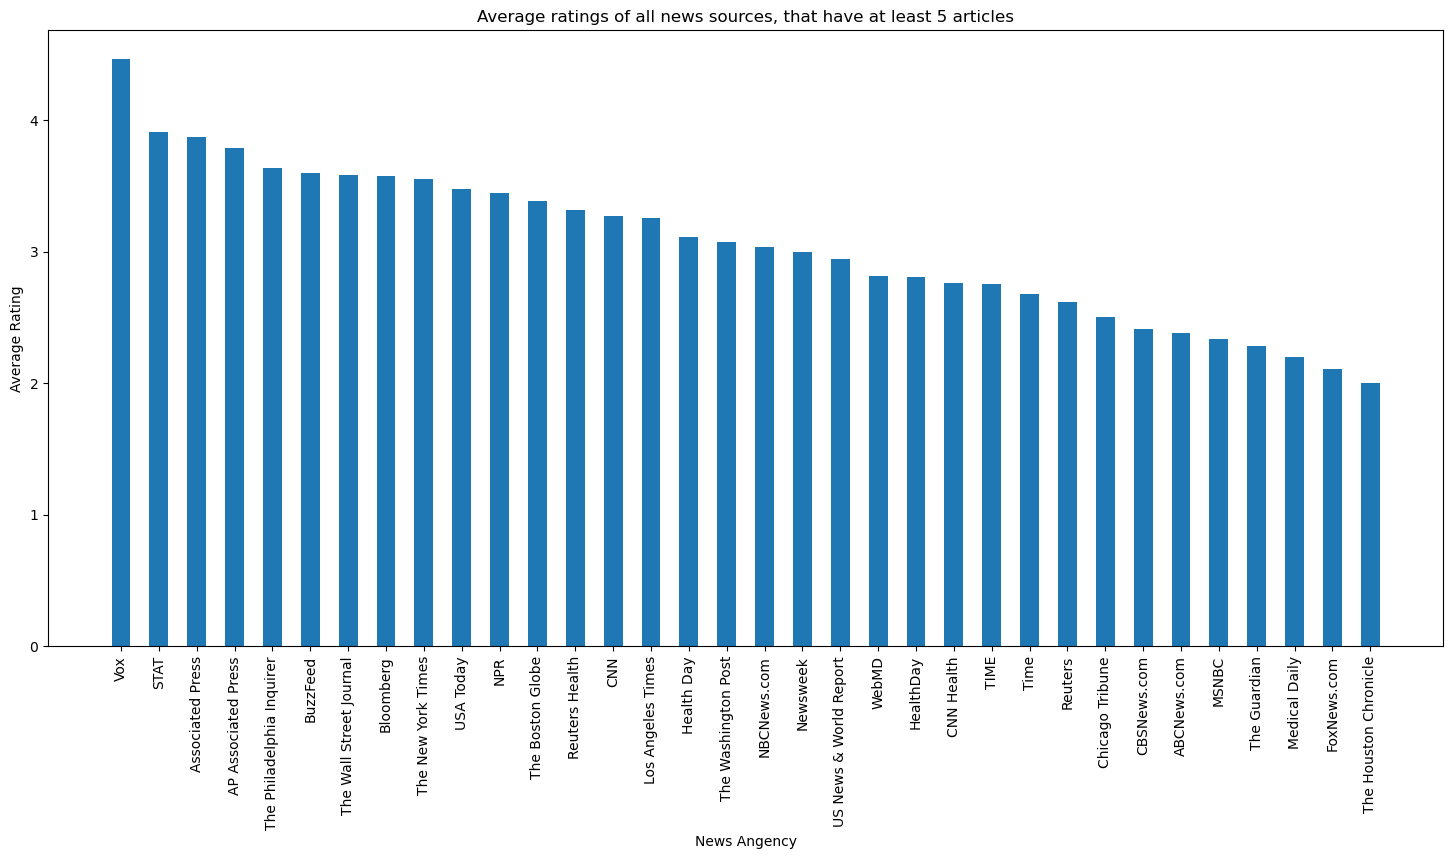 Average ratings of all news sources, that have at least 5 articles
Average Rating
4
3
2
1
0
Vox
STAT
Associated Press
AP Associated Press
The Philadelphia Inquirer
BuzzFeed
The Wall Street Journal
Bloomberg
The New York Times
USA Today
NPR
The Boston Globe
Reuters Health
CNN
Los Angeles Times
Health Day
The Washington Post
NBCNews.com
Newsweek
US News & World Report
WebMD
HealthDay
CNN Health
TIME
Time
Reuters
Chicago Tribune
CBSNews.com
ABCNews.com
MSNBC
The Guardian
Medical Daily
FoxNews.com
The Houston Chronicle
News Angency